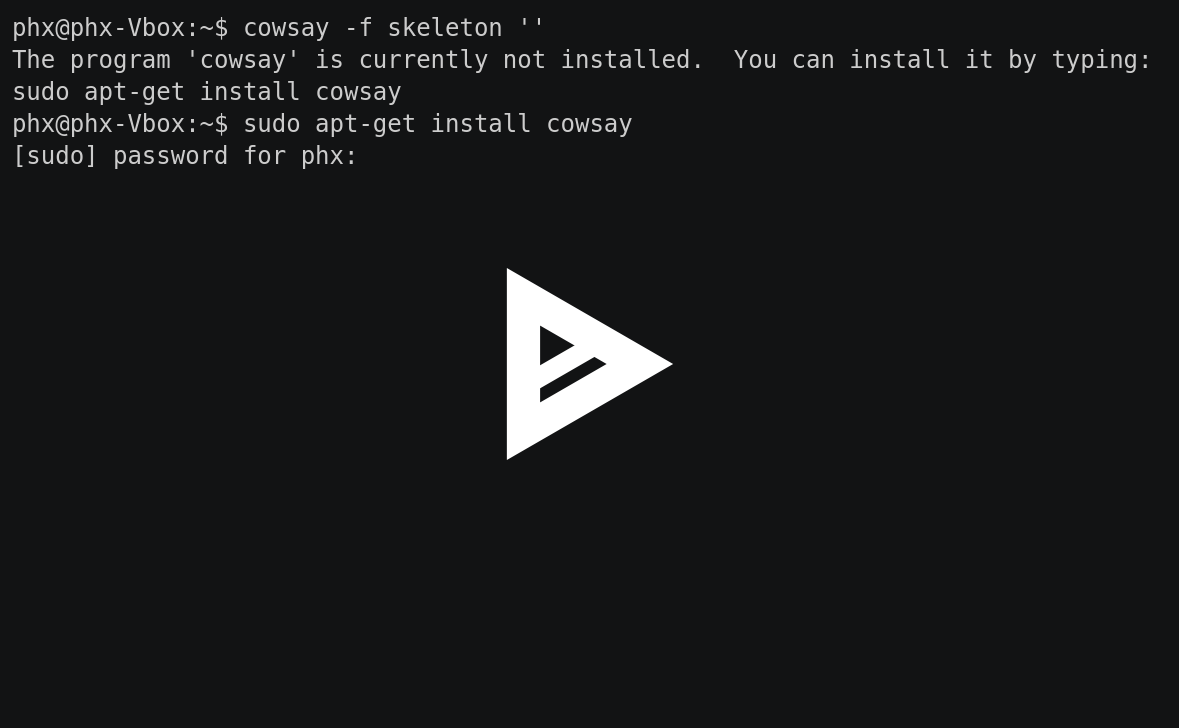 phx@phx-Vbox:~$ cowsay -f skeleton ''
The program 'cowsay' is currently not installed.  You can install it by typing:
sudo apt-get install cowsay
phx@phx-Vbox:~$ sudo apt-get install cowsay
[sudo] password for phx: